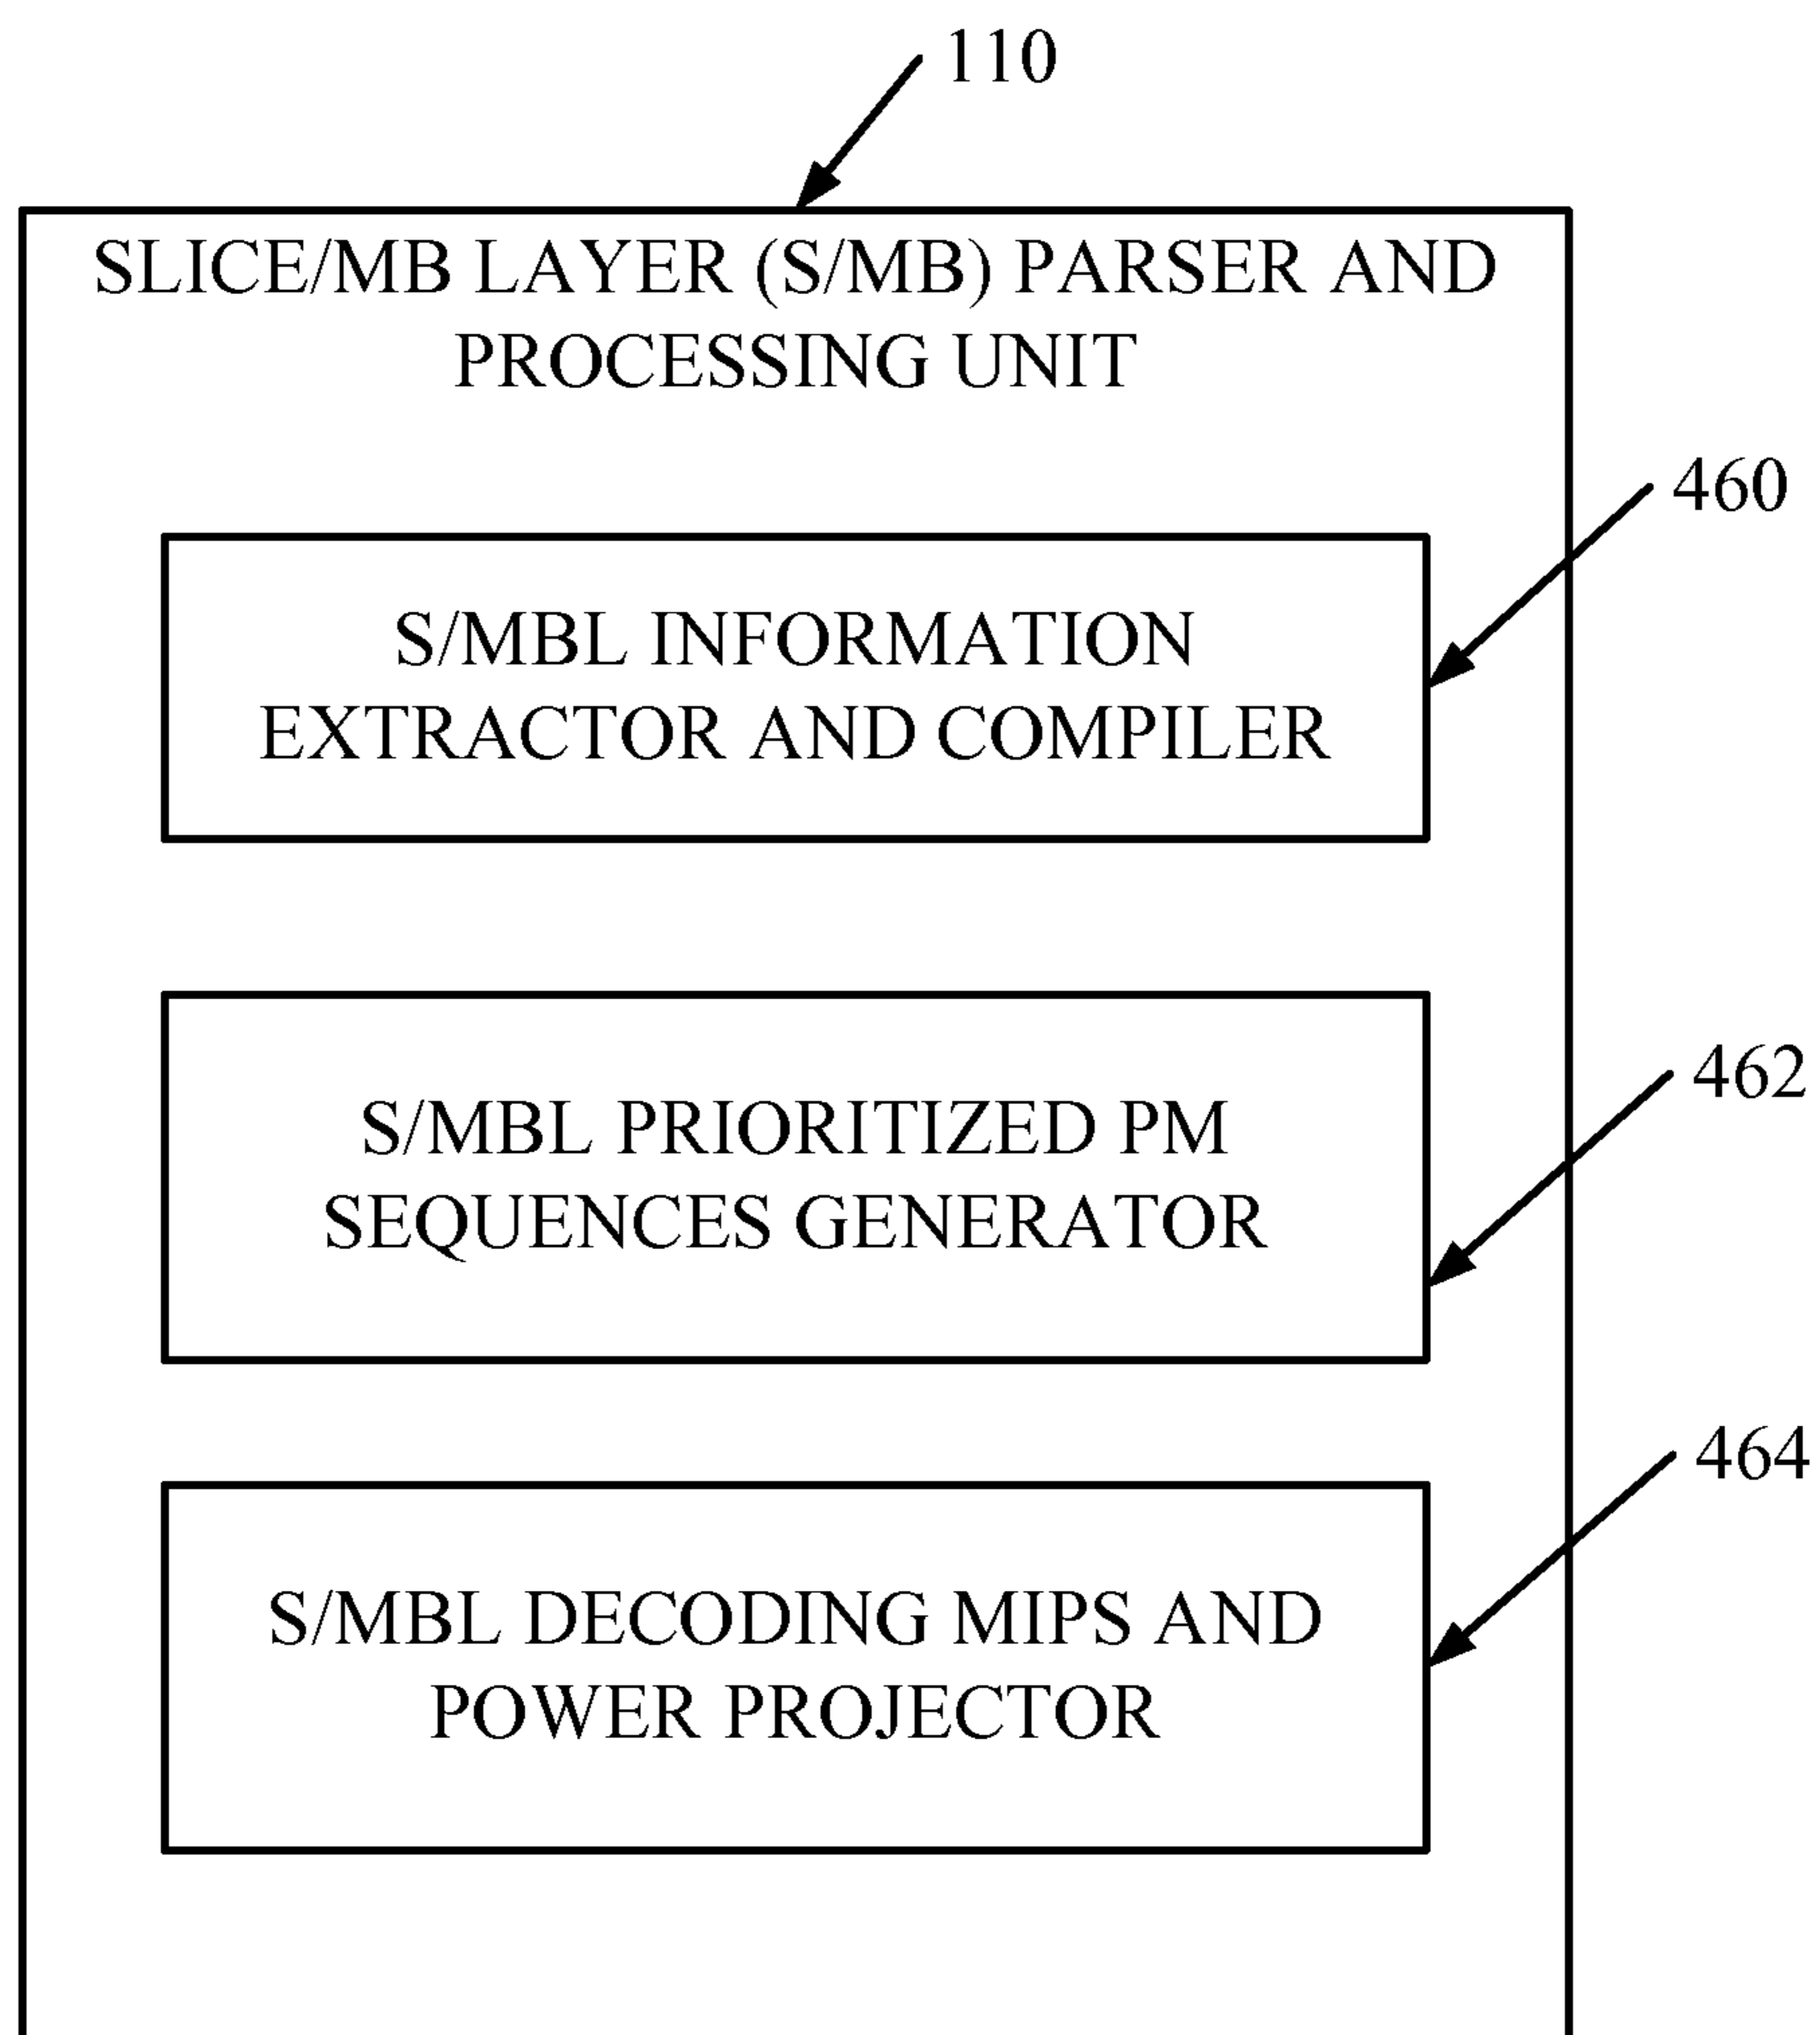 110
SLICE/MB LAYER (S/MB) PARSER AND
PROCESSING UNIT
460
S/MBL INFORMATION
EXTRACTOR AND COMPILER
462
S/MBL PRIORITIZED PM
SEQUENCES GENERATOR
464
S/MBL DECODING MIPS AND
POWER PROJECTOR